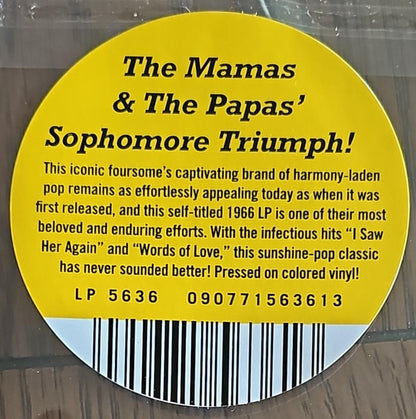 The Mamas
& The Papas’
Sophomore Triumph!
This iconic foursome’s captivating brand of harmony-laden
pop remains as effortlessly appealing today as when it was
first released, and this self-titled 1966 LP is one of their most
beloved and enduring efforts. With the infectious hits “I Saw
Her Again” and “Words of Love,” this sunshine-pop classic
has never sounded better! Pressed on colored vinyl!
LP 5636 090771563613